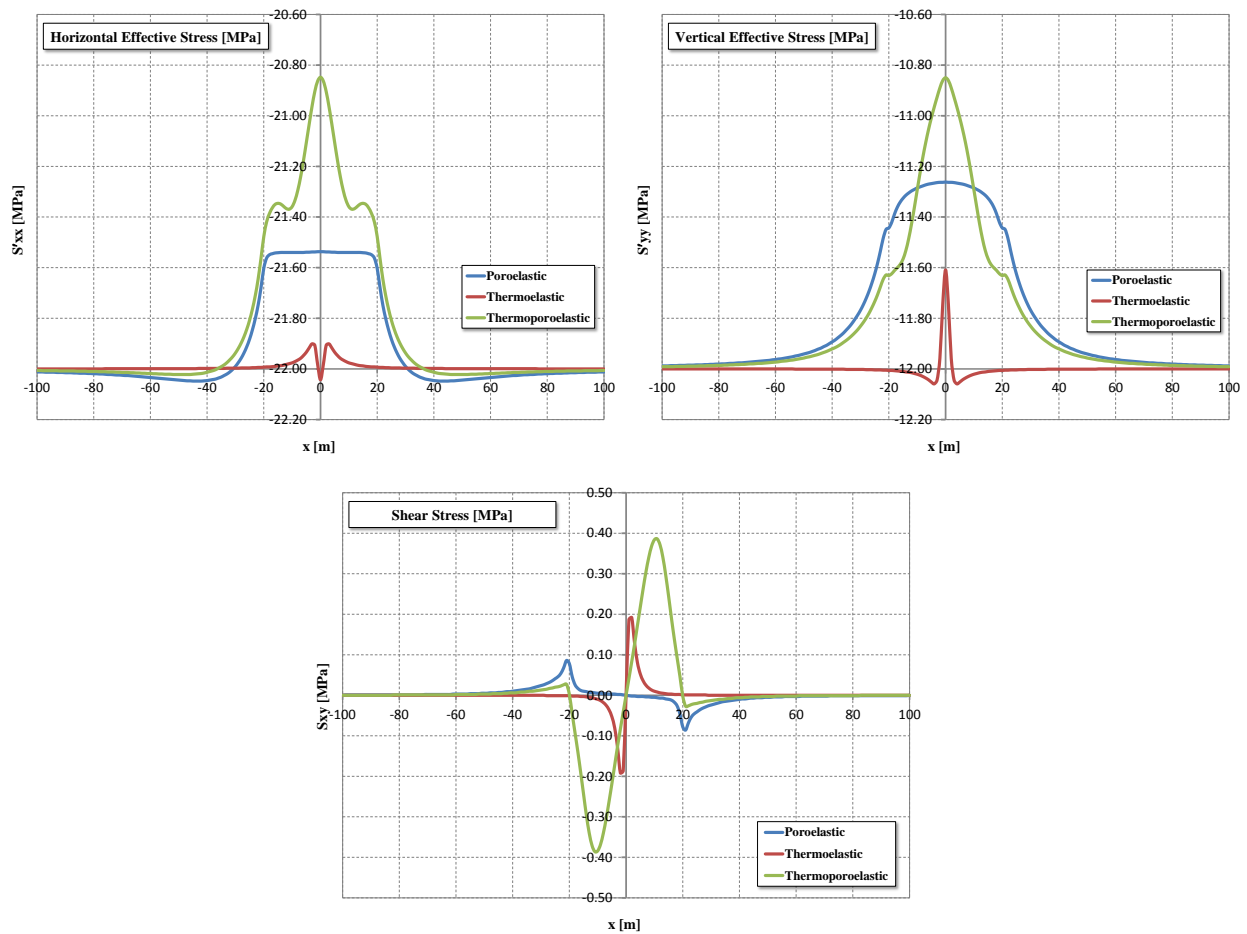 -20.60
Horizontal Effective Stress [MPa]
-20.80
-21.00
-21.20
-21.40
-21.60
-21.80
-22.00
-22.20
-100 -80 -60 -40 -20 0 20 40 60 80 100
S'xx [MPa]
x [m]
Poroelastic
Thermoelastic
Thermoporoelastic
-10.60
Vertical Effective Stress [MPa]
-10.80
-11.00
-11.20
-11.40
-11.60
-11.80
-12.00
-12.20
-100 -80 -60 -40 -20 0 20 40 60 80 100
S'yy [MPa]
x [m]
Poroelastic
Thermoelastic
Thermoporoelastic
0.50
Shear Stress [MPa]
0.40
0.30
0.20
0.10
0.00
-0.10
-0.20
-0.30
-0.40
-0.50
-100 -80 -60 -40 -20 0 20 40 60 80 100
Sxy [MPa]
x [m]
Poroelastic
Thermoelastic
Thermoporoelastic